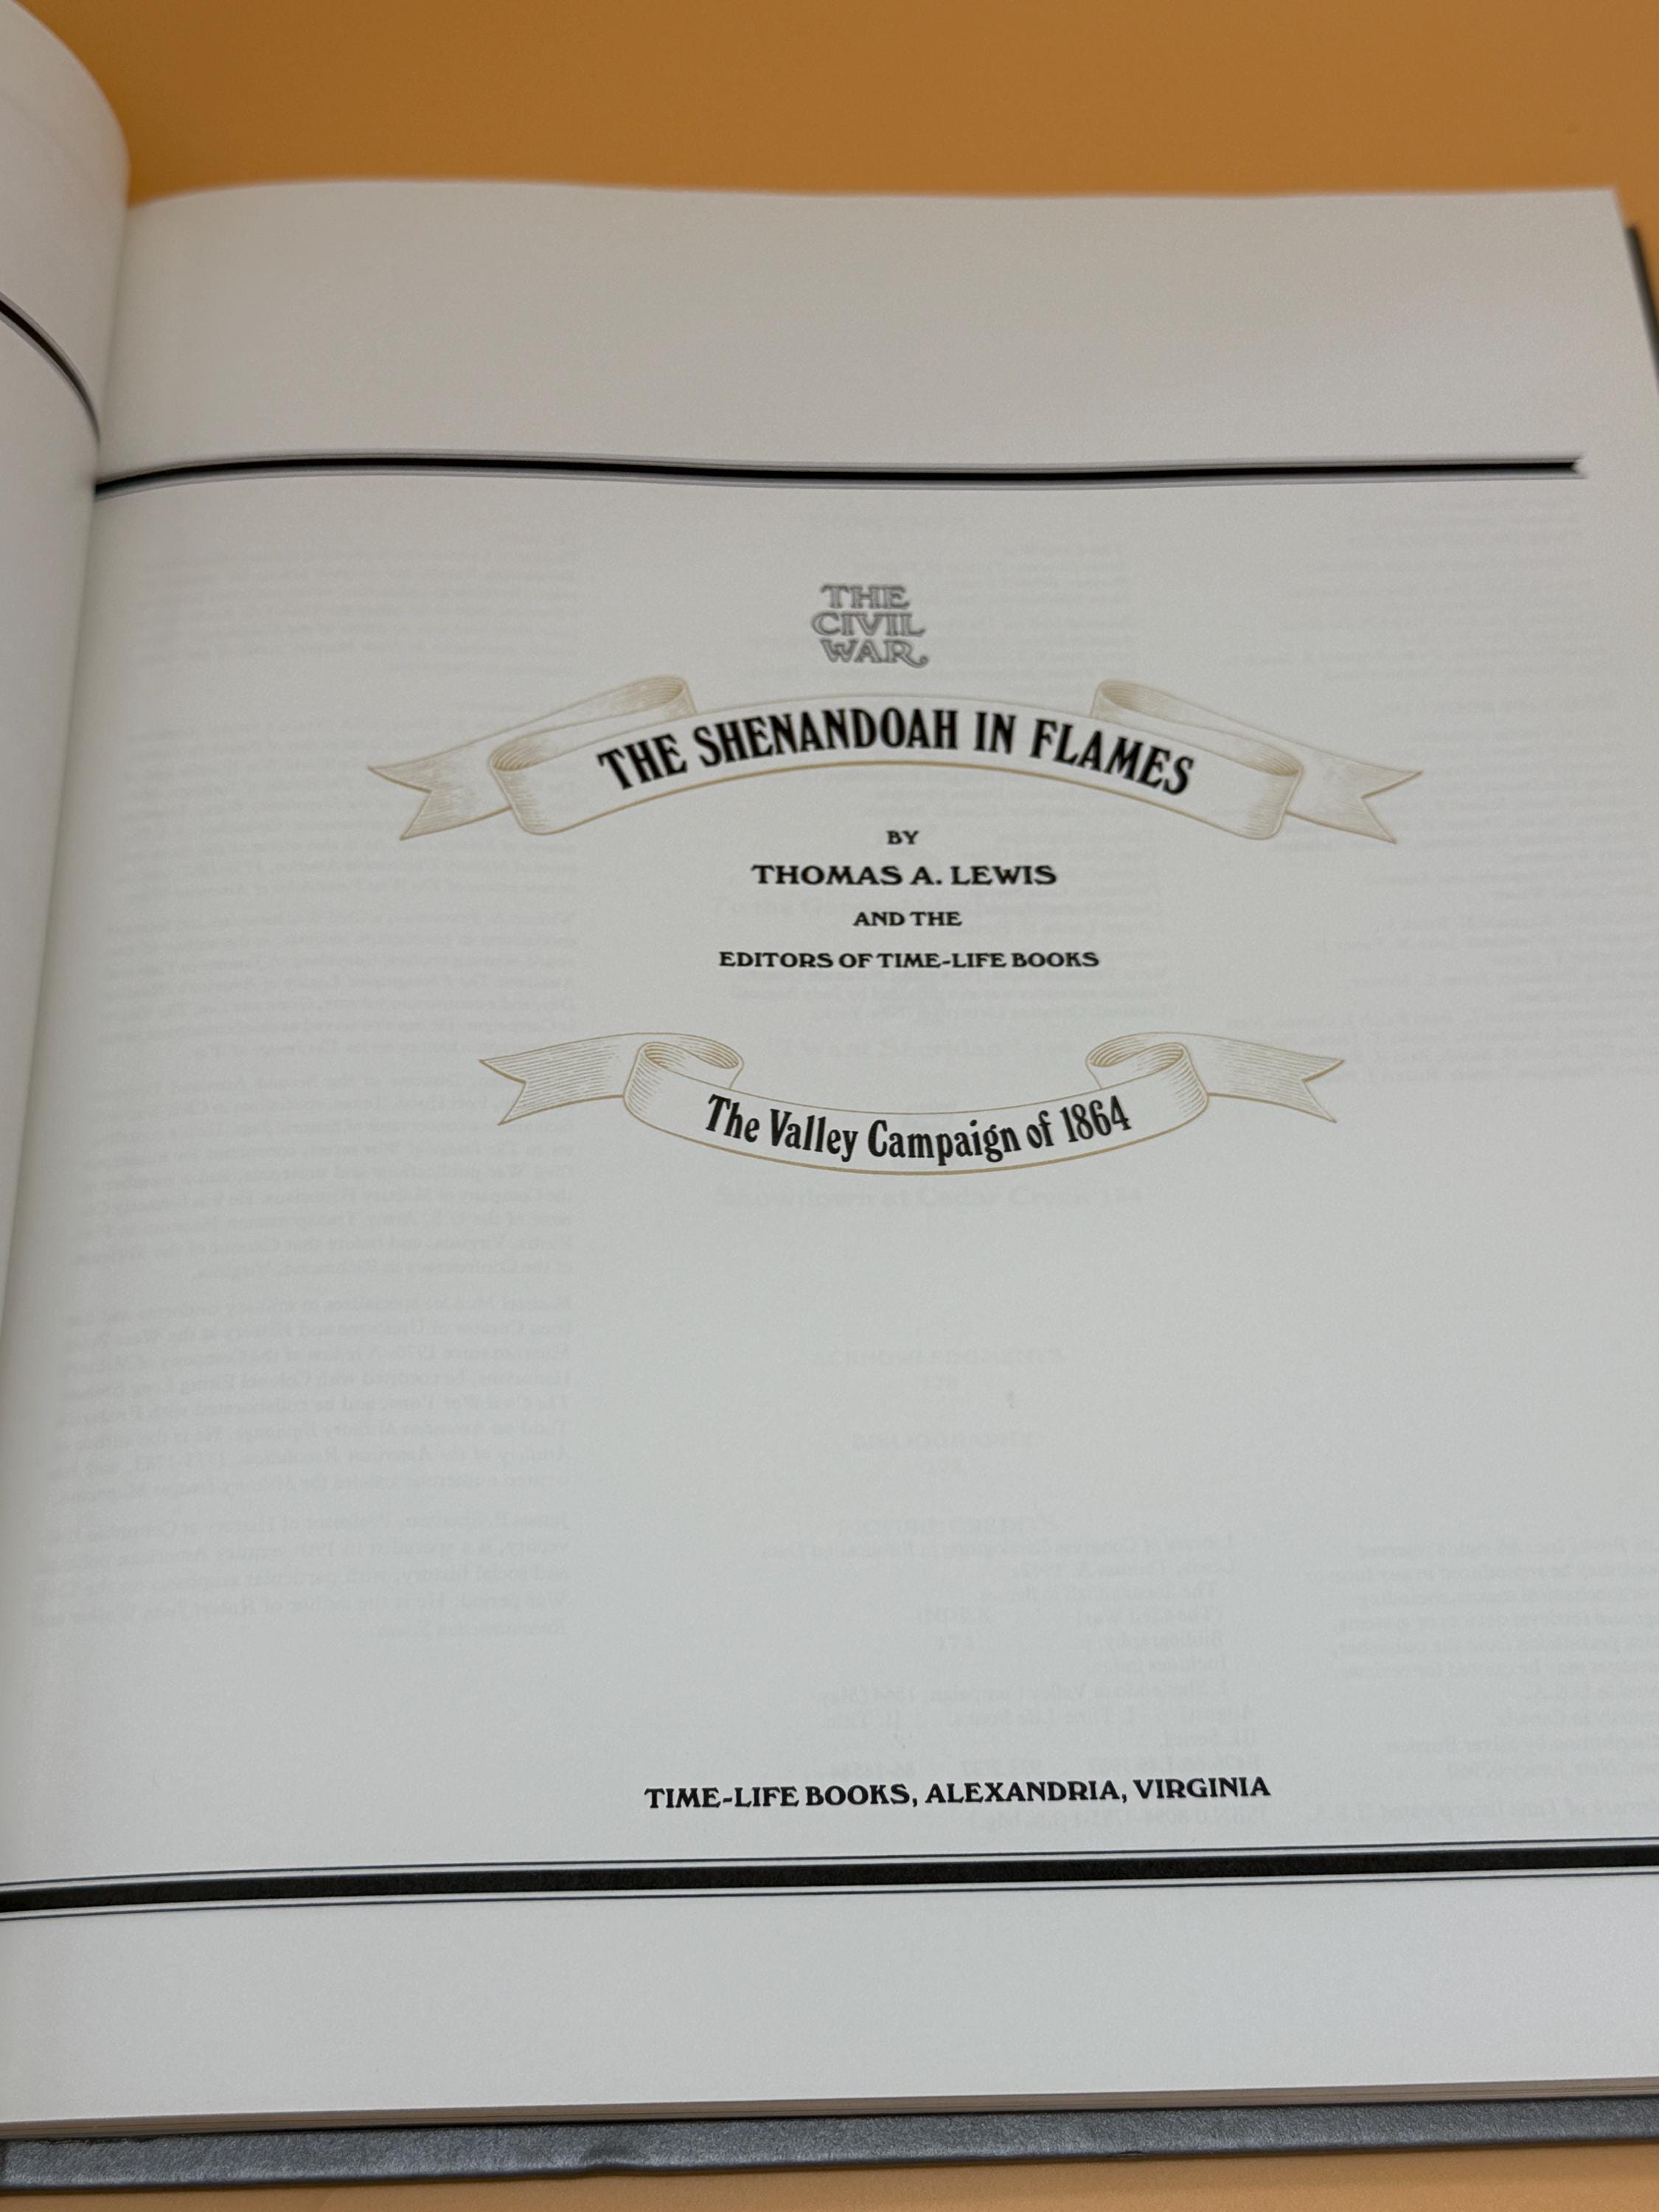 THE
CIVIL
WAR
THE SHENANDOAH IN FLAMES
BY
THOMAS A. LEWIS
AND THE
EDITORS OF TIME-LIFE BOOKS
The Valley Campaign of 1864
TIME-LIFE BOOKS, ALEXANDRIA, VIRGINIA